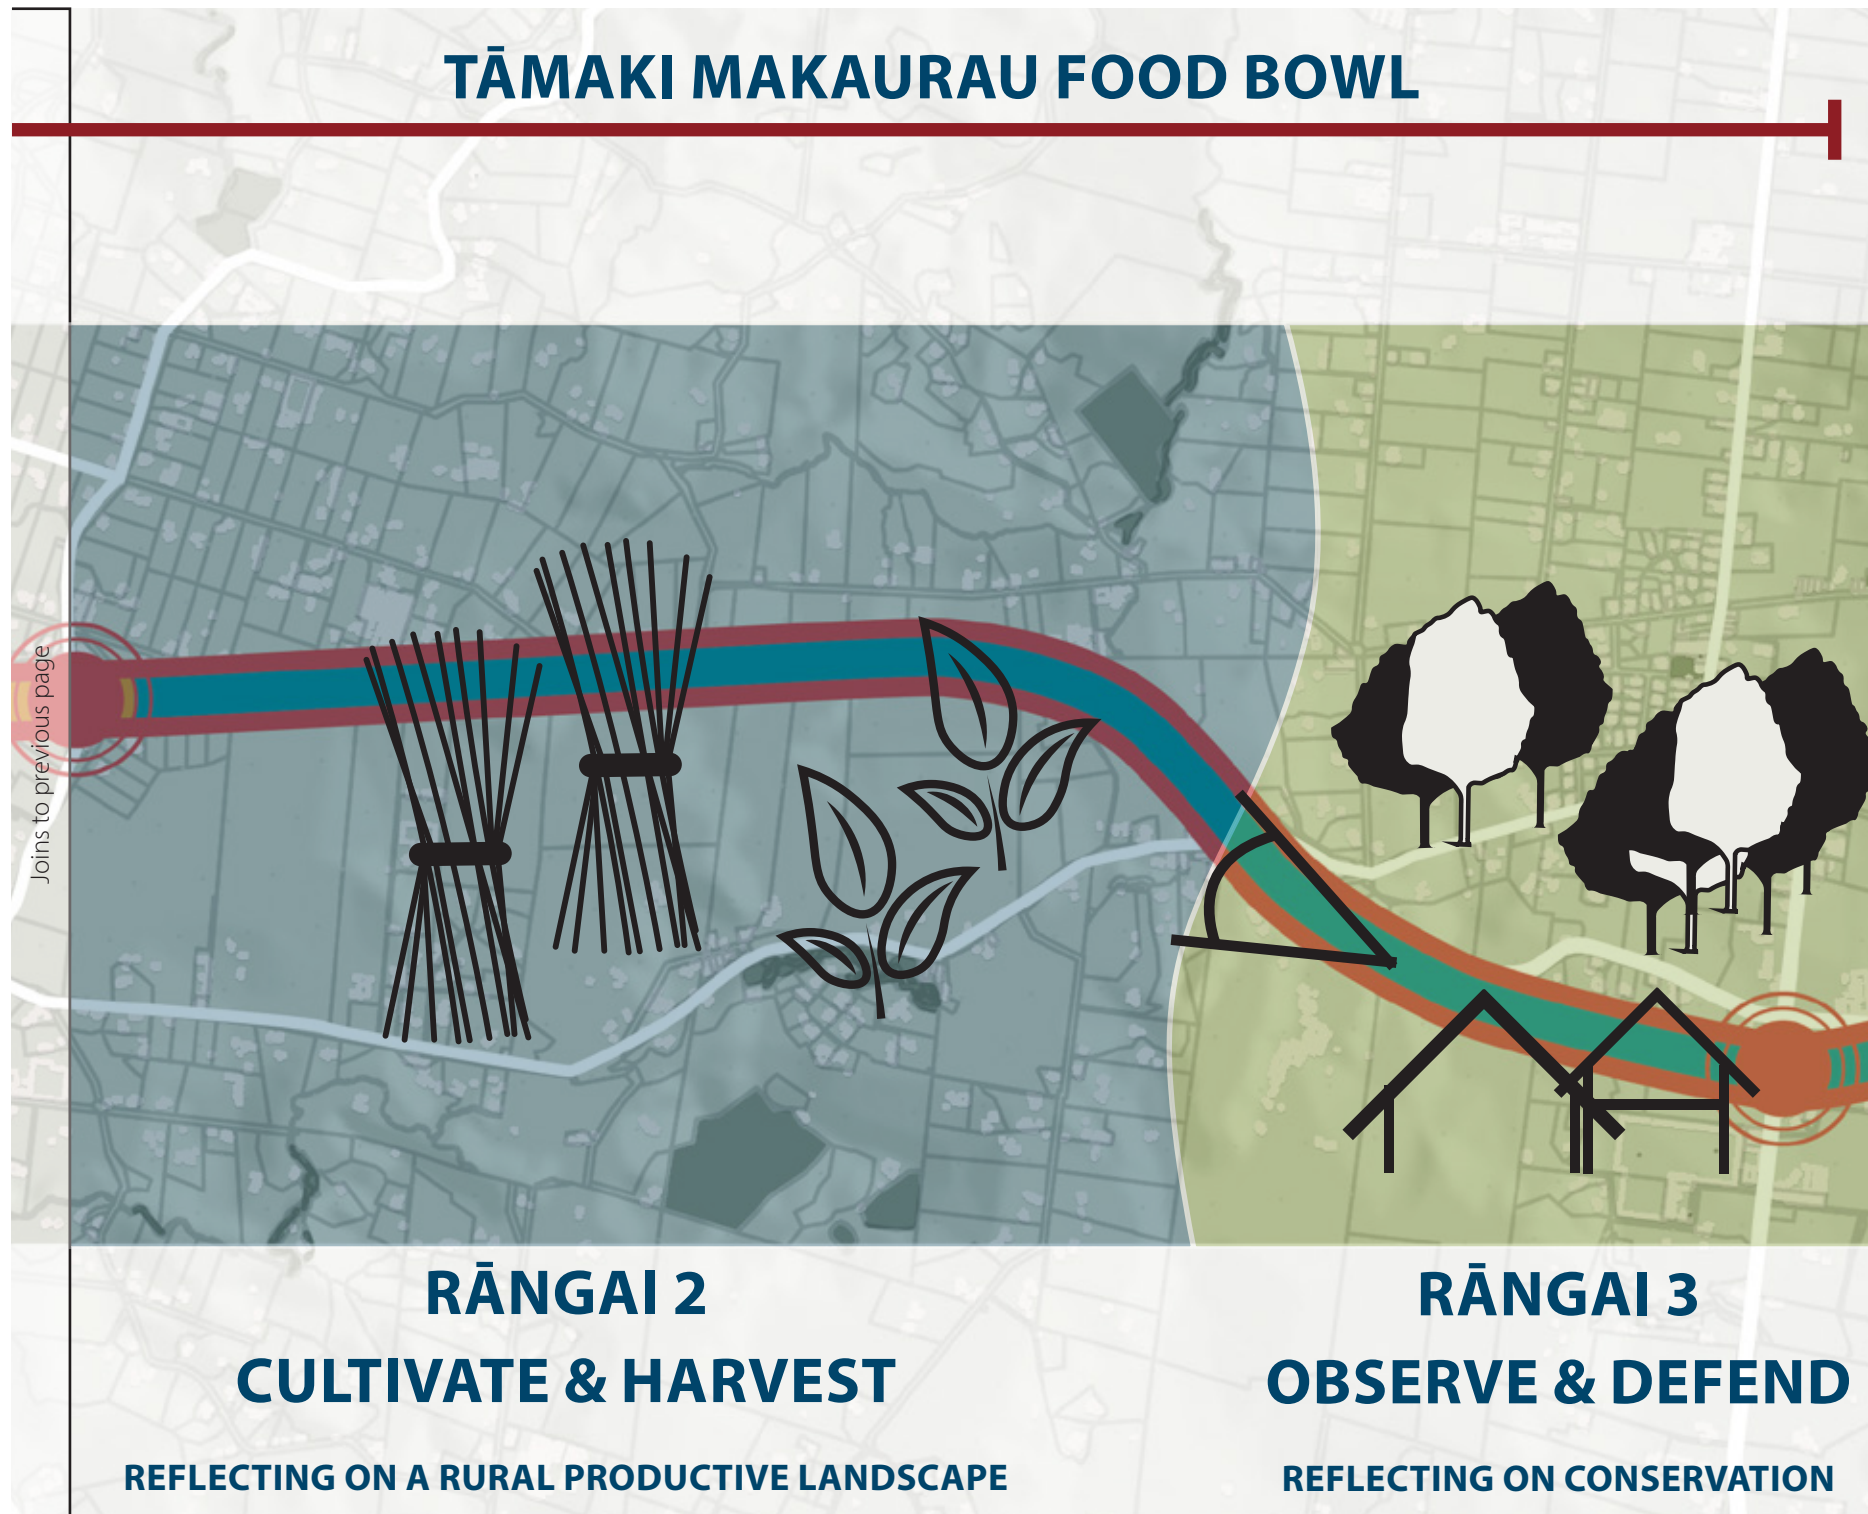 TĀMAKI MAKAURAU FOOD BOWL
Joins to previous page
RĀNGAI 2
CULTIVATE & HARVEST
REFLECTING ON A RURAL PRODUCTIVE LANDSCAPE
RĀNGAI 3
OBSERVE & DEFEND
REFLECTING ON CONSERVATION